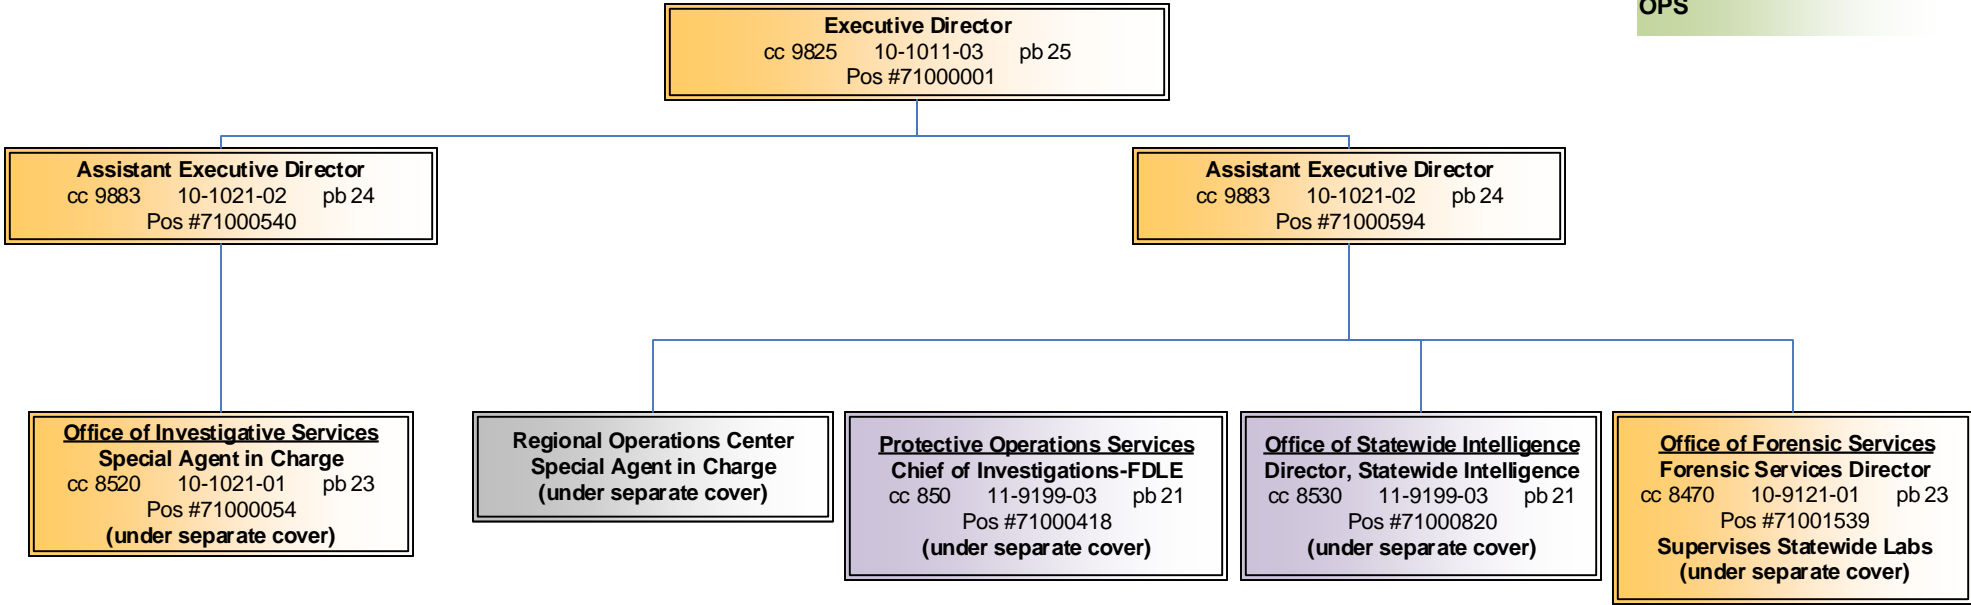 OPS
Executive Director
cc 9825 10-1011-03 pb 25
Pos #71000001
Assistant Executive Director
cc 9883 10-1021-02 pb 24
Pos #71000540
Assistant Executive Director
cc 9883 10-1021-02 pb 24
Pos #71000594
Office of Investigative Services
Special Agent in Charge
cc 8520 10-1021-01 pb 23
Pos #71000054
(under separate cover)
Regional Operations Center
Special Agent in Charge
(under separate cover)
Protective Operations Services
Chief of Investigations-FDLE
cc 850 11-9199-03 pb 21
Pos #71000418
(under separate cover)
Office of Statewide Intelligence
Director, Statewide Intelligence
cc 8530 11-9199-03 pb 21
Pos #71000820
(under separate cover)
Office of Forensic Services
Forensic Services Director
cc 8470 10-9121-01 pb 23
Pos #71001539
Supervises Statewide Labs
(under separate cover)